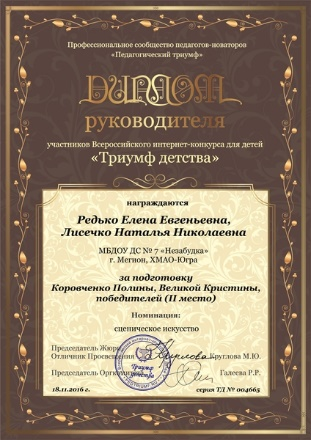 Профессиональное сообщество педагогов-новаторов
«Педагогический триумф»
ДИПЛОМ
руководителя
участников Всероссийского интернет-конкурса для детей
«Триумф детства»
награждаются
Редько Елена Евгеньевна,
Лисечко Наталья Николаевна
МБДОУ ДС № 7 «Незабудка»
г. Мегион, ХМАО-Югра
за подготовку
Коровченко Полины, Великой Кристины,
победителей (II место)
Номинация:
сценическое искусство
Председатель Жюри
Отличник Просвещения Круглова М.Ю.
Триумф
детства
Председатель Оргкомитета Галеева Р.Р.
18.11.2016 г. серия ТД № 004665